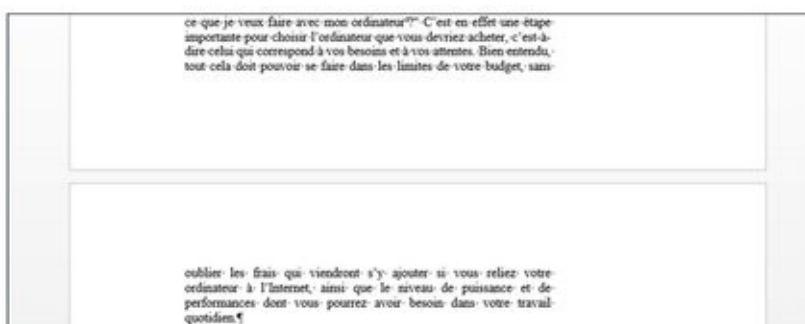 ce que je veux faire avec mon ordinateur ?" C'est en effet une étape
importante pour choisir l'ordinateur que vous devriez acheter, c'est-à-
dire celui qui correspond à vos besoins et à vos attentes. Bien entendu,
tout cela doit pouvoir se faire dans les limites de votre budget, sans
oublier les frais qui viendront s'y ajouter si vous reliez votre
ordinateur à l'Internet, ainsi que le niveau de puissance et de
performances dont vous pourrez avoir besoin dans votre travail
quotidien.¶